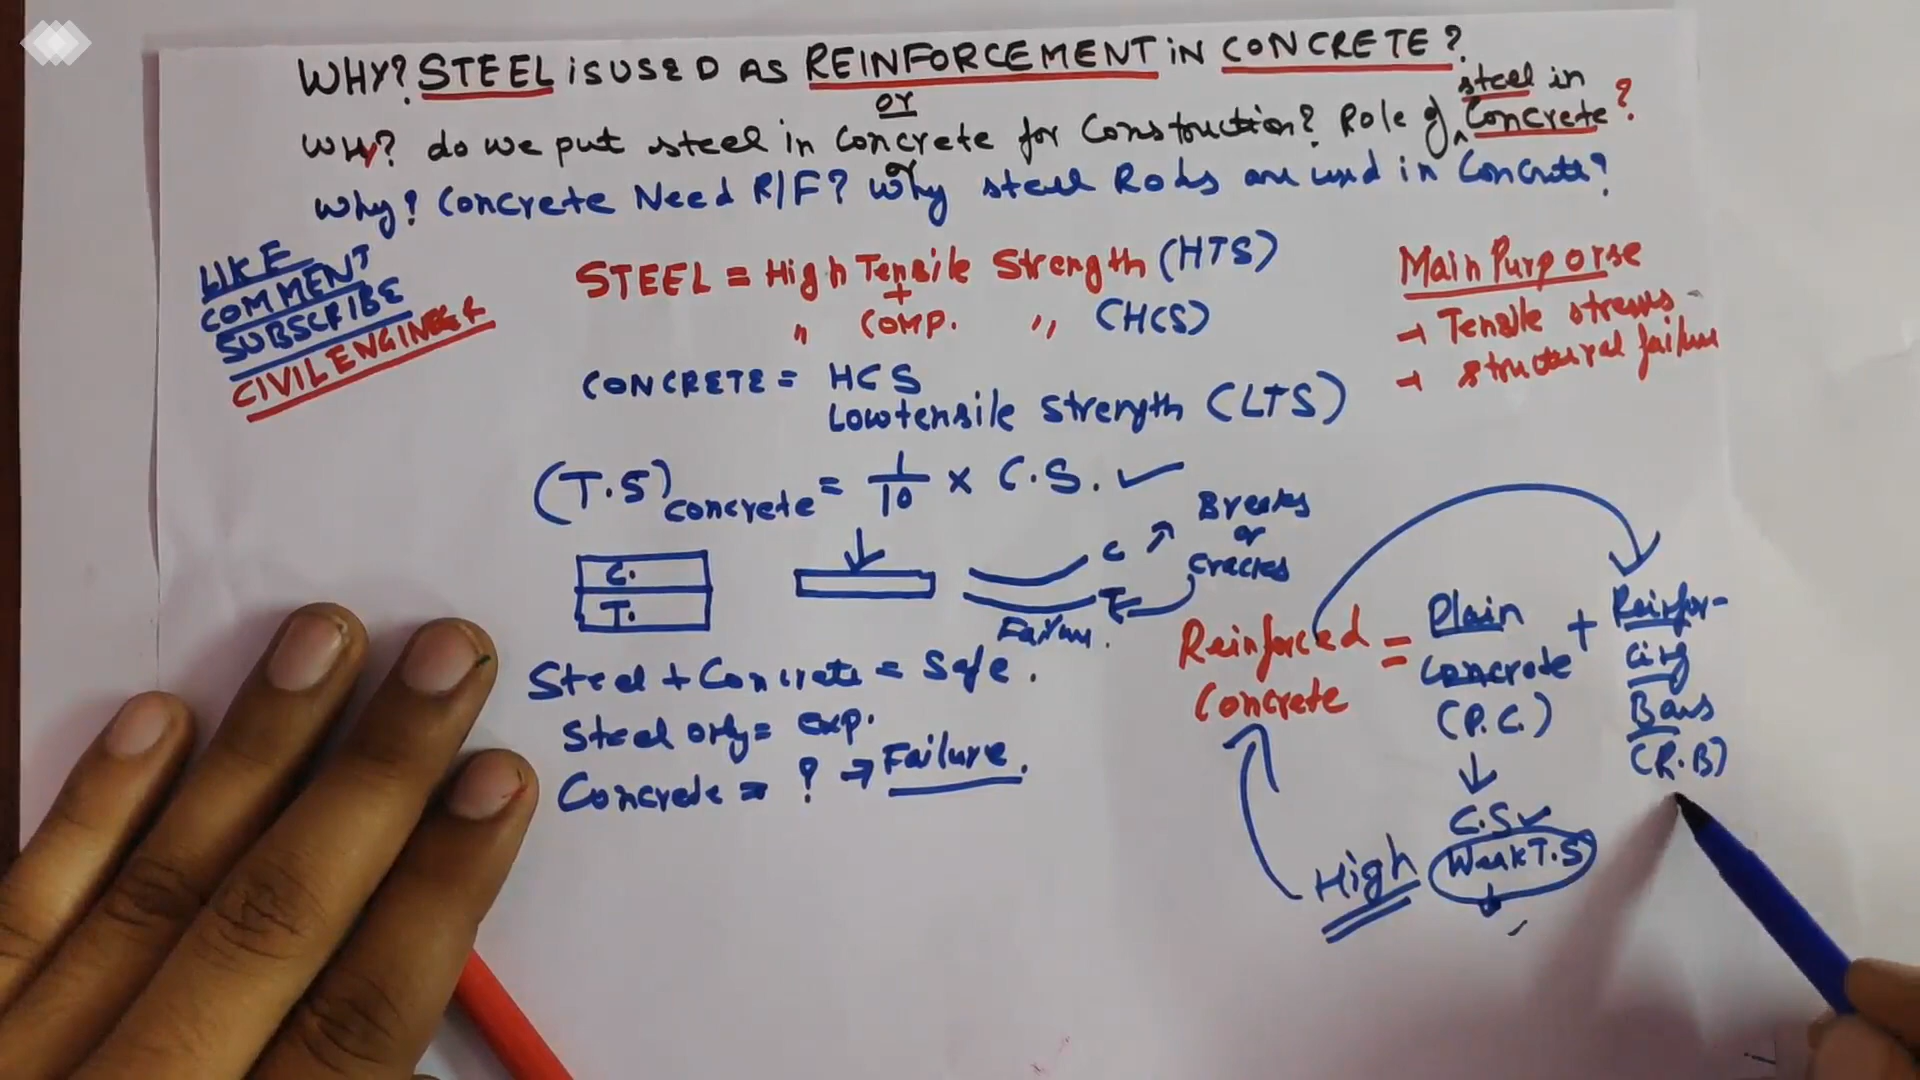 WHY? STEEL is USED AS REINFORCEMENT IN CONCRETE?
or
WHY? do we put steel in Concrete for Construction? Role of steel in Concrete?
or
Why? Concrete Need R/F? Why steel Rods are used in Concrete?
LIKE
COMMENT
SUBSCRIBE
CIVIL ENGINEER
STEEL = High Tensile Strength (HTS)
+
" Comp. " (HCS)
Main Purporse
→ Tensile stresses
→ structural failure
CONCRETE = HCS
Low tensile Strength (LTS)
(T.S) concrete = 1/10 × C.S. ✓
C.
T.
C
T
Breaks
or
Cracks
Failure.
Steel + Concrete = Safe.
Steel only = exp.
Concrete = ? → Failure.
Reinforced
Concrete
=
Plain
Concrete
(P.C.)
+
Reinfor-
cing
Bars
(R.B)
C.S ✓
Weak T.S
High